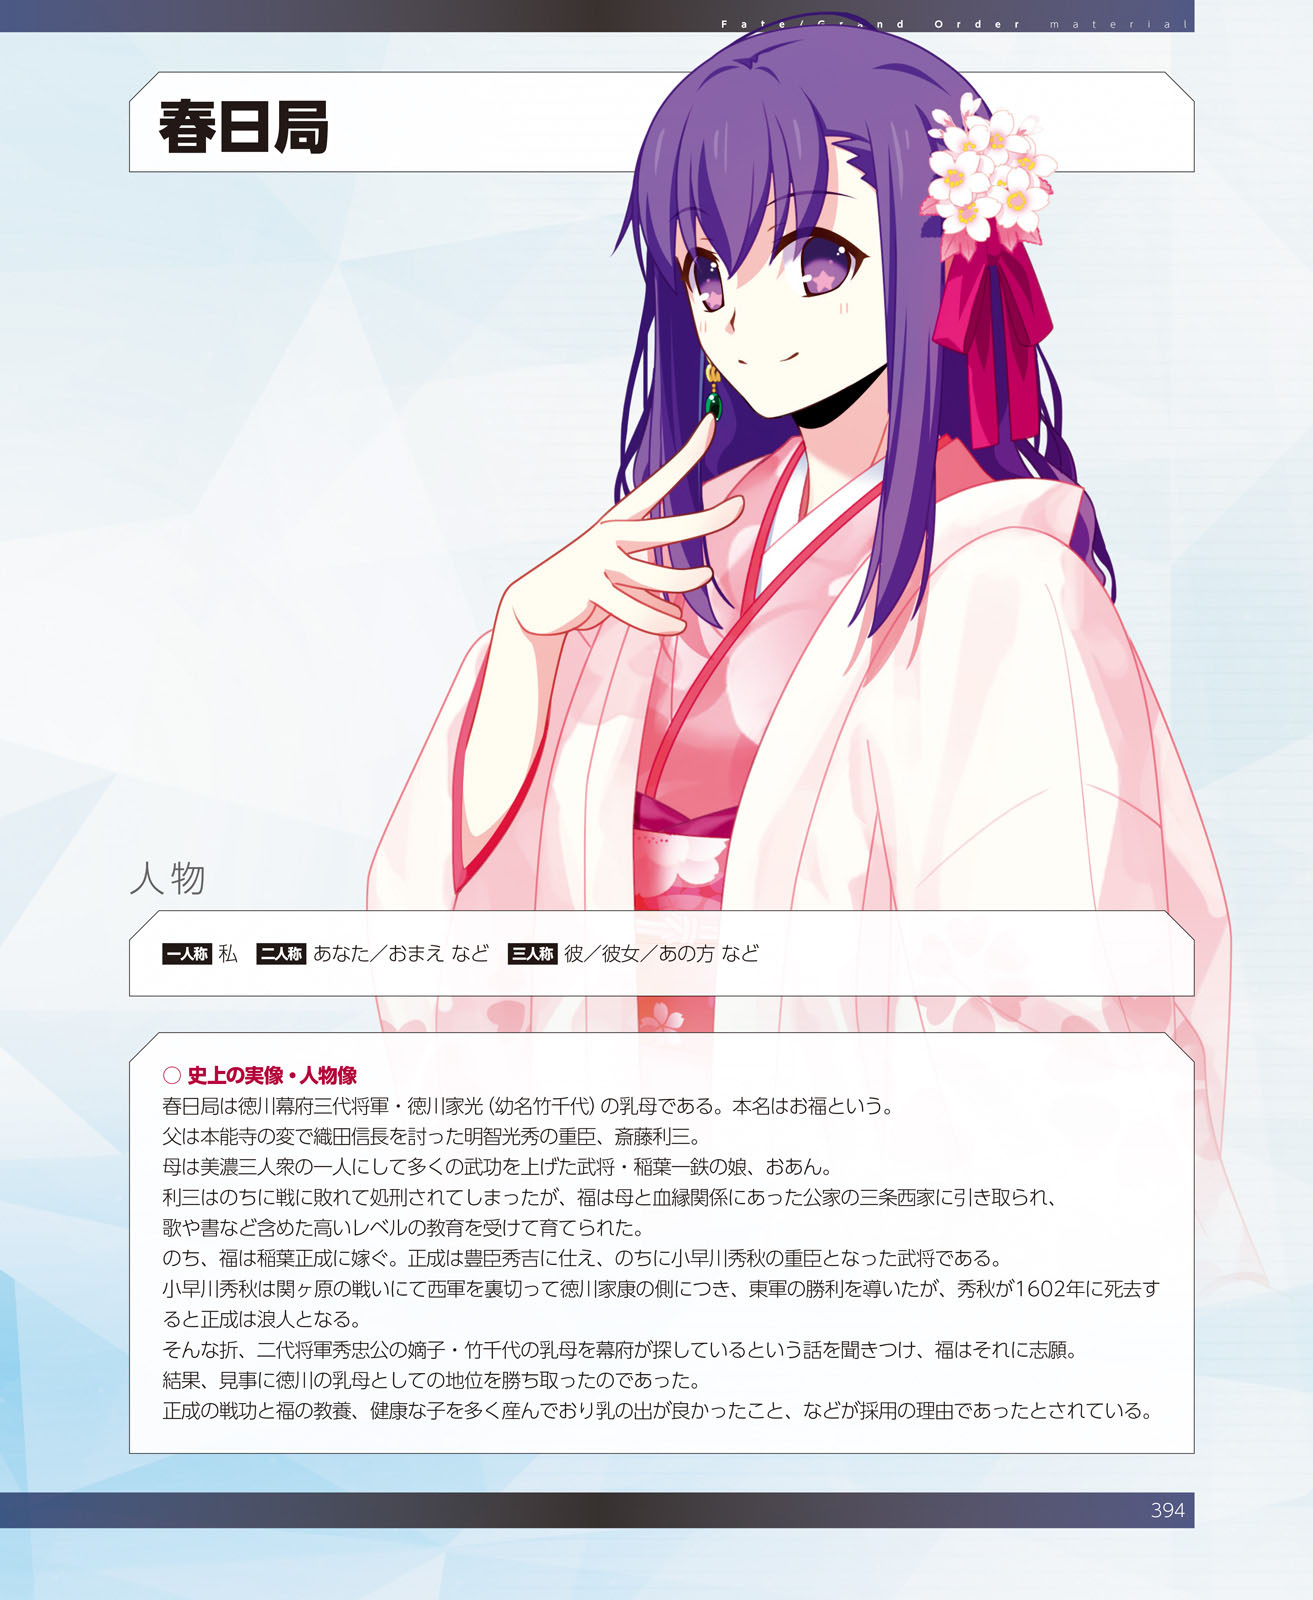 Fate/Grand Order material
春日局
人物
一人称 私 二人称 あなた／おまえ など 三人称 彼／彼女／あの方 など
○ 史上の実像・人物像
春日局は徳川幕府三代将軍・徳川家光（幼名竹千代）の乳母である。本名はお福という。
父は本能寺の変で織田信長を討った明智光秀の重臣、斎藤利三。
母は美濃三人衆の一人にして多くの武功を上げた武将・稲葉一鉄の娘、おあん。
利三はのちに戦に敗れて処刑されてしまったが、福は母と血縁関係にあった公家の三条西家に引き取られ、
歌や書など含めた高いレベルの教育を受けて育てられた。
のち、福は稲葉正成に嫁ぐ。正成は豊臣秀吉に仕え、のちに小早川秀秋の重臣となった武将である。
小早川秀秋は関ヶ原の戦いにて西軍を裏切って徳川家康の側につき、東軍の勝利を導いたが、秀秋が1602年に死去す
ると正成は浪人となる。
そんな折、二代将軍秀忠公の嫡子・竹千代の乳母を幕府が探しているという話を聞きつけ、福はそれに志願。
結果、見事に徳川の乳母としての地位を勝ち取ったのであった。
正成の戦功と福の教養、健康な子を多く産んでおり乳の出が良かったこと、などが採用の理由であったとされている。
394